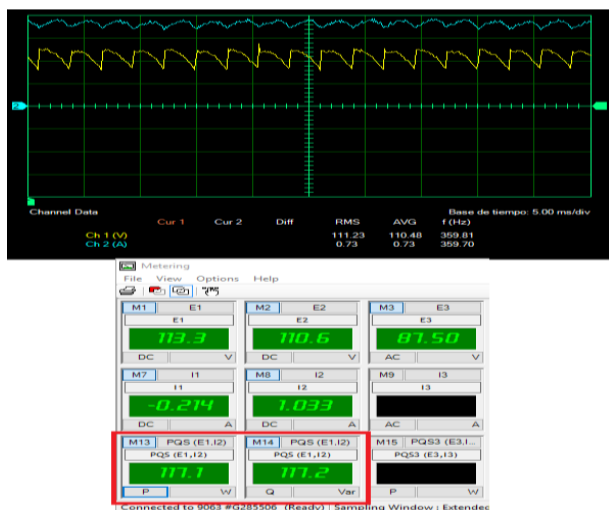 2
Channel Data
Base de tiempo: 5.00 ms/div
Cur 1 Cur 2 Diff RMS AVG f (Hz)
Ch 1 (V) 111.23 110.48 359.81
Ch 2 (A) 0.73 0.73 359.70
Metering
File View Options Help
M1 E1 M2 E2 M3 E3
E1 E2 E3
113.3 110.6 87.50
DC V DC V AC V
M7 I1 M8 I2 M9 I3
I1 I2 I3
-0.214 1.033
DC A DC A AC A
M13 PQS (E1,I2) M14 PQS (E1,I2) M15 PQS3 (E3,I...
PQS (E1,I2) PQS (E1,I2) PQS3 (E3,I3)
117.1 117.2
P W Q Var P W
Connected to 9063 #G285506 (Ready) Sampling Window : Extended